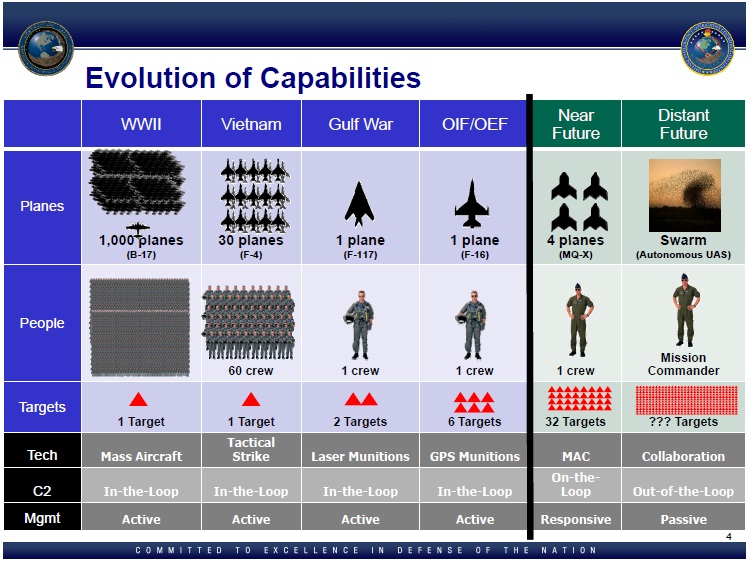 Evolution of Capabilities
WWII
Vietnam
Gulf War
OIF/OEF
Near
Future
Distant
Future
Planes
1,000 planes
(B-17)
30 planes
(F-4)
1 plane
(F-117)
1 plane
(F-16)
4 planes
(MQ-X)
Swarm
(Autonomous UAS)
People
60 crew
1 crew
1 crew
1 crew
Mission
Commander
Targets
1 Target
1 Target
2 Targets
6 Targets
32 Targets
??? Targets
Tech
Mass Aircraft
Tactical
Strike
Laser Munitions
GPS Munitions
MAC
Collaboration
C2
In-the-Loop
In-the-Loop
In-the-Loop
In-the-Loop
On-the-
Loop
Out-of-the-Loop
Mgmt
Active
Active
Active
Active
Responsive
Passive
4
COMMITTED TO EXCELLENCE IN DEFENSE OF THE NATION